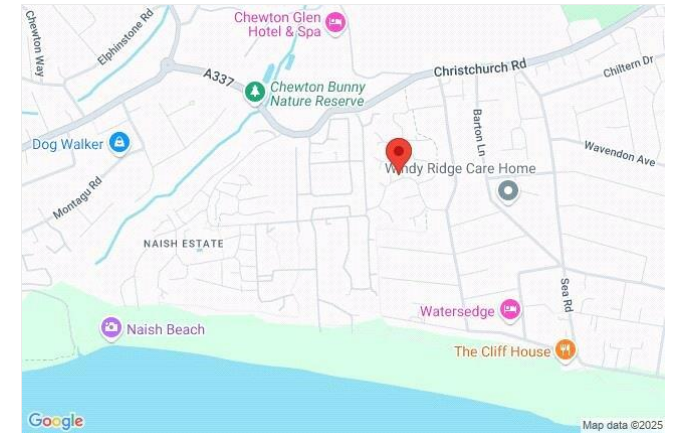 Chewton Way
Elphinstone Rd
Chewton Glen
Hotel & Spa
A337
Christchurch Rd
Chiltern Dr
Chewton Bunny
Nature Reserve
Barton Ln
Dog Walker
Wavendon Ave
Windy Ridge Care Home
Montagu Rd
NAISH ESTATE
Sea Rd
Watersedge
Naish Beach
The Cliff House
Google
Map data ©2025